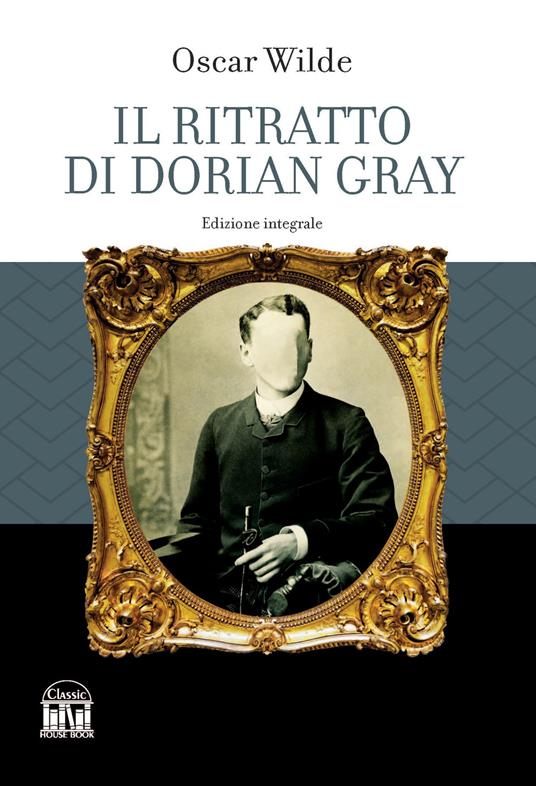 Oscar Wilde
IL RITRATTO
DI DORIAN GRAY
Edizione integrale
Classic
HOUSE BOOK